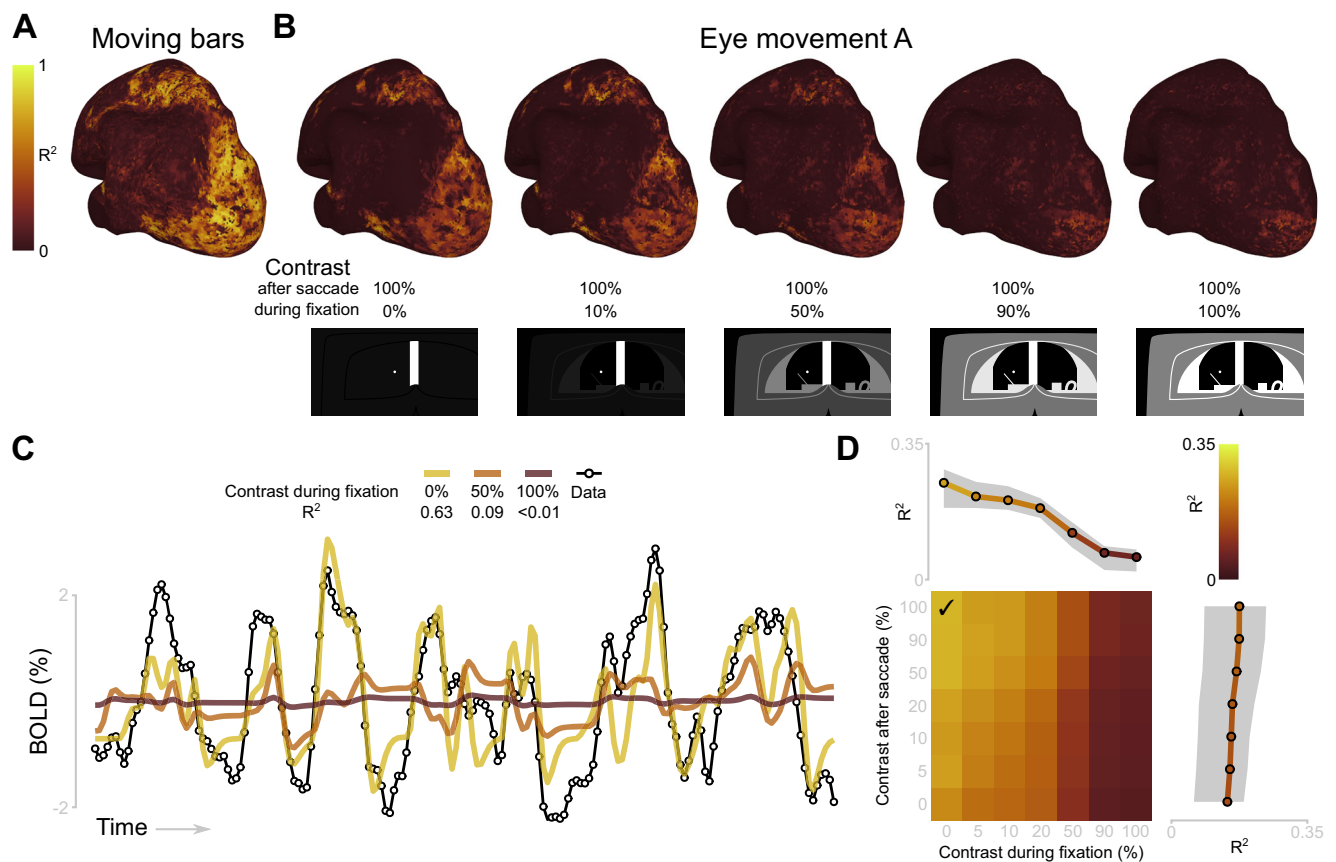 A
Moving bars
B
Eye movement A
1
R²
0
Contrast
after saccade 100% 100% 100% 100% 100%
during fixation 0% 10% 50% 90% 100%
C
Contrast during fixation 0% 50% 100% Data
R² 0.63 0.09 <0.01
2
BOLD (%)
-2
Time
D
0.35
R²
0
0.35
R²
0
Contrast after saccade (%)
100
90
50
20
10
5
0
0 5 10 20 50 90 100
Contrast during fixation (%)
0 0.35
R²